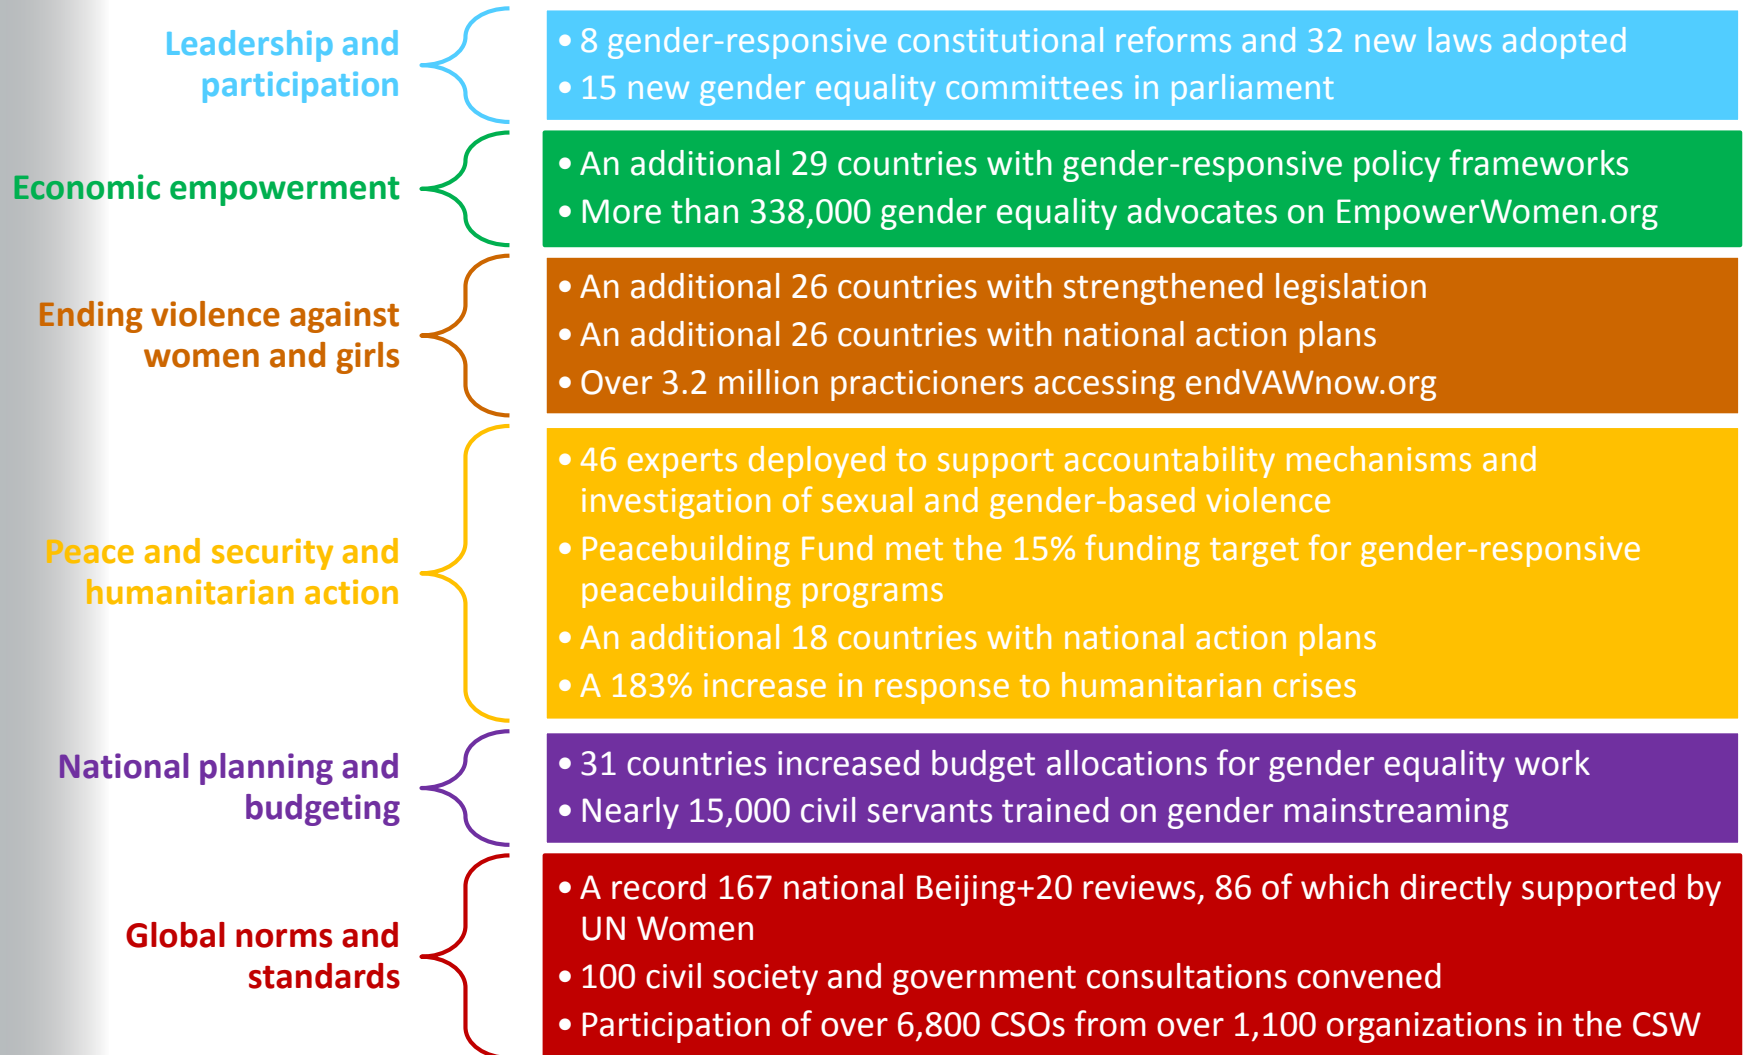 Leadership and
participation
• 8 gender-responsive constitutional reforms and 32 new laws adopted
• 15 new gender equality committees in parliament
Economic empowerment
• An additional 29 countries with gender-responsive policy frameworks
• More than 338,000 gender equality advocates on EmpowerWomen.org
Ending violence against
women and girls
• An additional 26 countries with strengthened legislation
• An additional 26 countries with national action plans
• Over 3.2 million practicioners accessing endVAWnow.org
Peace and security and
humanitarian action
• 46 experts deployed to support accountability mechanisms and
investigation of sexual and gender-based violence
• Peacebuilding Fund met the 15% funding target for gender-responsive
peacebuilding programs
• An additional 18 countries with national action plans
• A 183% increase in response to humanitarian crises
National planning and
budgeting
• 31 countries increased budget allocations for gender equality work
• Nearly 15,000 civil servants trained on gender mainstreaming
Global norms and
standards
• A record 167 national Beijing+20 reviews, 86 of which directly supported by
UN Women
• 100 civil society and government consultations convened
• Participation of over 6,800 CSOs from over 1,100 organizations in the CSW